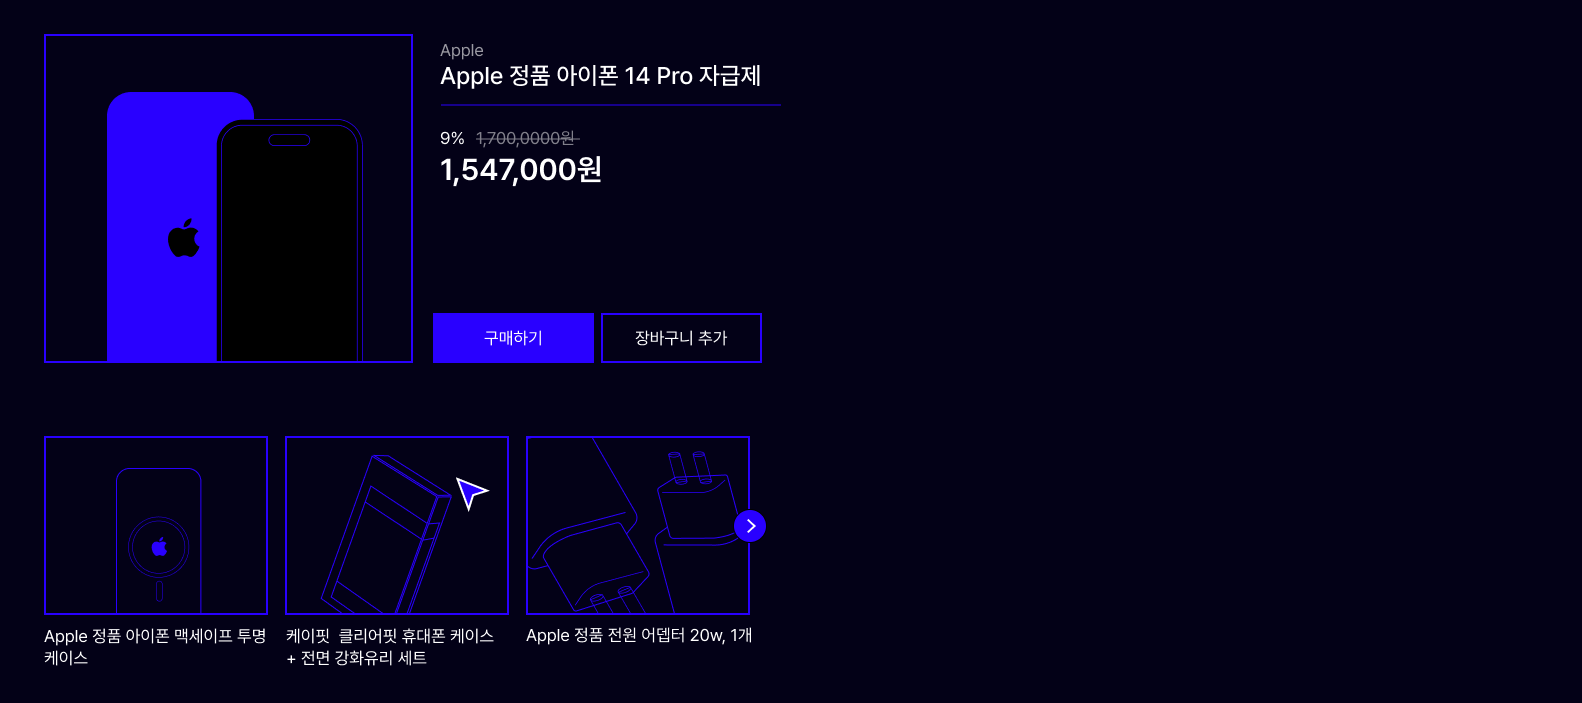 Apple
Apple 정품 아이폰 14 Pro 자급제
9% 1,700,0000원
1,547,000원
구매하기
장바구니 추가
Apple 정품 아이폰 맥세이프 투명
케이스
케이핏 클리어핏 휴대폰 케이스
+ 전면 강화유리 세트
Apple 정품 전원 어뎁터 20w, 1개